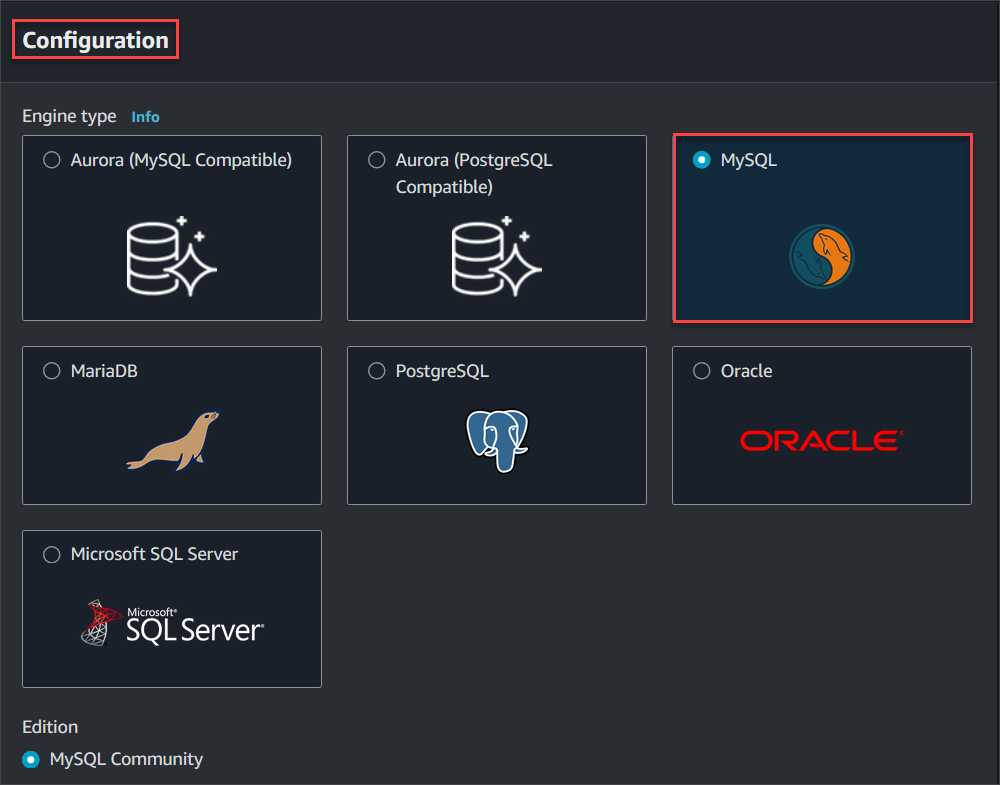 Configuration
Engine type Info
Aurora (MySQL Compatible)
Aurora (PostgreSQL
Compatible)
MySQL
MariaDB
PostgreSQL
Oracle
ORACLE®
Microsoft SQL Server
Microsoft®
SQL Server®
Edition
MySQL Community